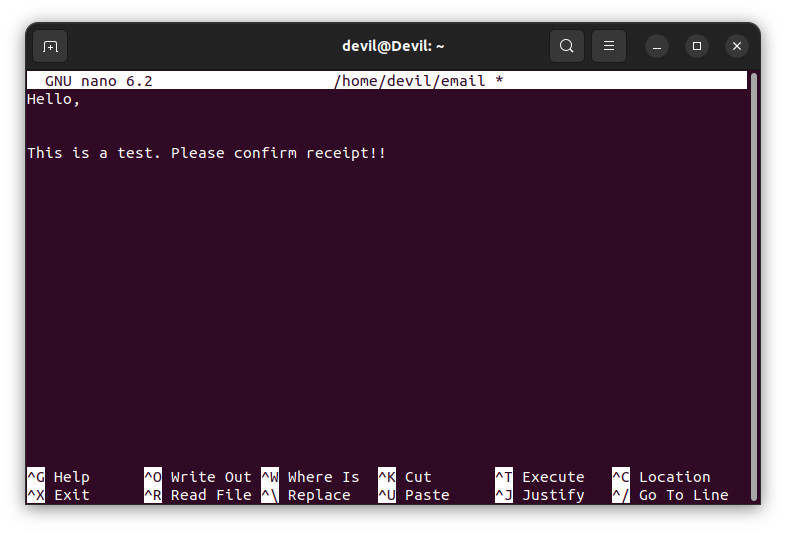 devil@Devil: ~
GNU nano 6.2 /home/devil/email *
Hello,
This is a test. Please confirm receipt!!
^G Help ^O Write Out ^W Where Is ^K Cut ^T Execute ^C Location
^X Exit ^R Read File ^\ Replace ^U Paste ^J Justify ^/ Go To Line